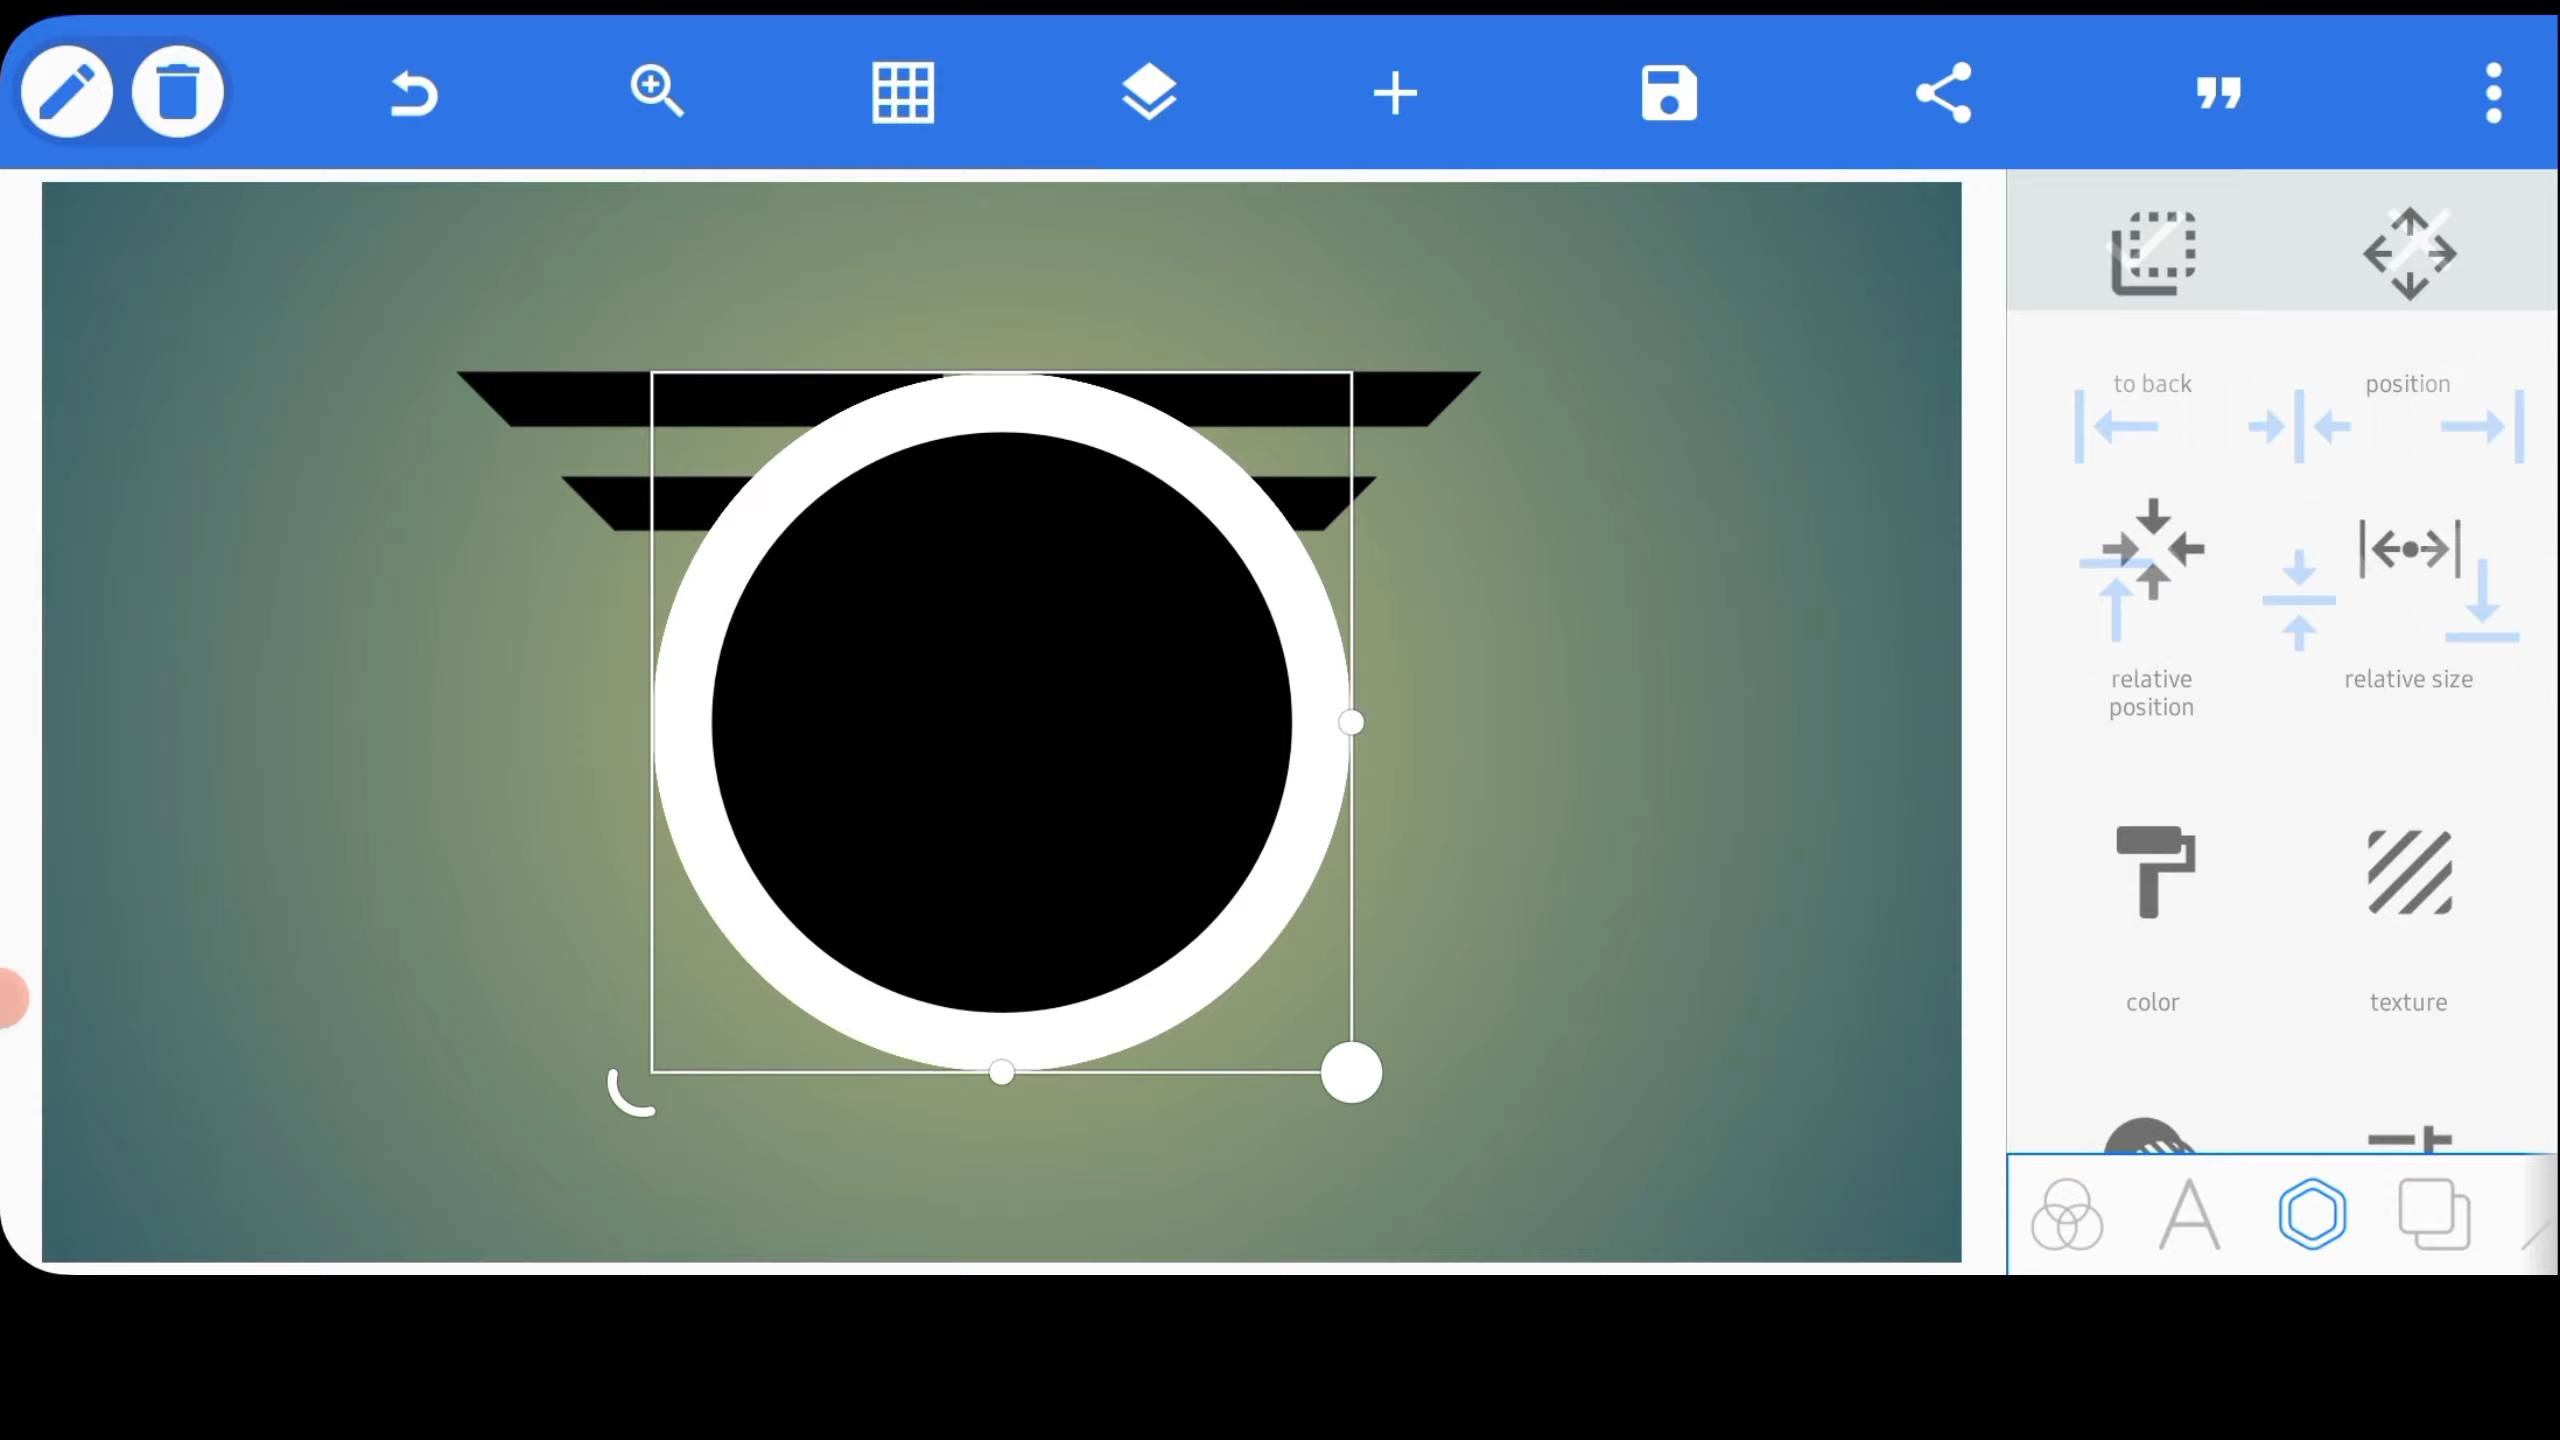 to back
position
relative
position
relative size
color
texture